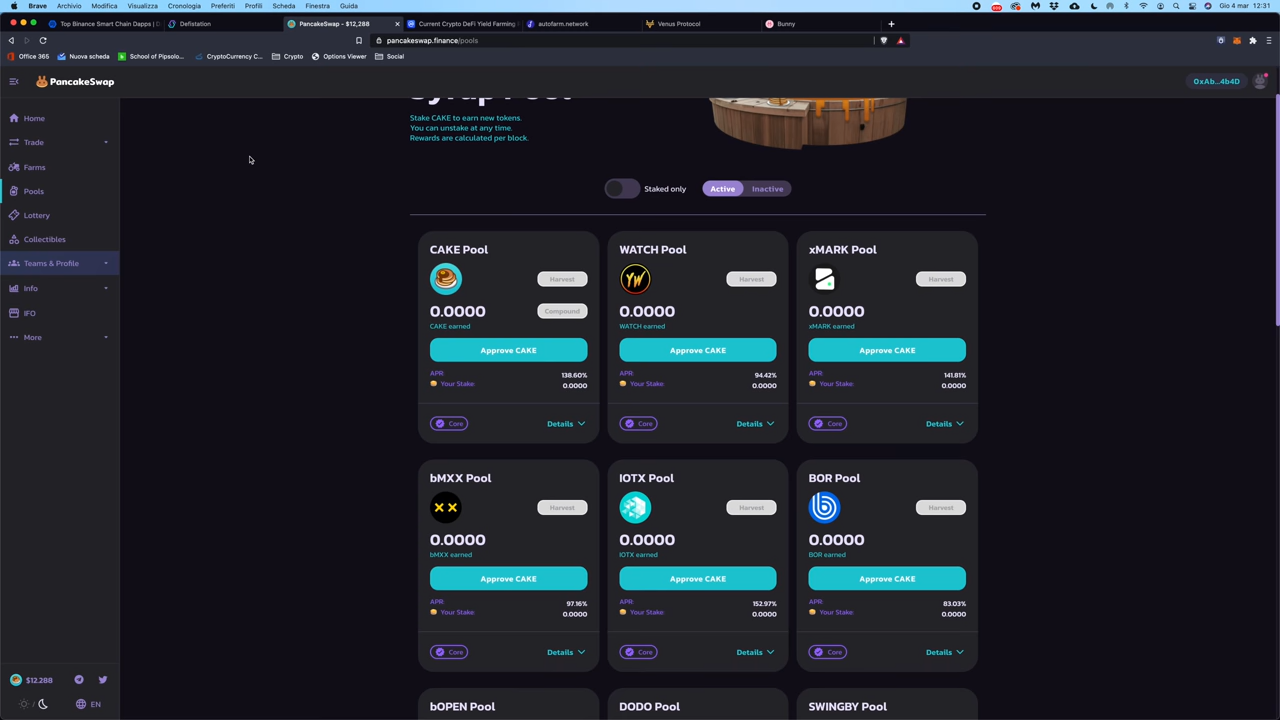 Brave Archivio Modifica Visualizza Cronologia Preferiti Profili Scheda Finestra Guida Gio 4 mar 12:31
Top Binance Smart Chain Dapps | D Defistation PancakeSwap - $12,288 Current Crypto DeFi Yield Farming autofarm.network Venus Protocol Bunny
pancakeswap.finance/pools
Office 365 Nuova scheda School of Pipsolo... CryptoCurrency C... Crypto Options Viewer Social
PancakeSwap 0xAb...4b4D
Home
Trade
Farms
Pools
Lottery
Collectibles
Teams & Profile
Info
IFO
More
$12,288
EN
Syrup Pool
Stake CAKE to earn new tokens.
You can unstake at any time.
Rewards are calculated per block.
Staked only Active Inactive
CAKE Pool
Harvest
0.0000 Compound
CAKE earned
Approve CAKE
APR: 138.60%
Your Stake: 0.0000
Core Details
WATCH Pool
YW Harvest
0.0000
WATCH earned
Approve CAKE
APR: 94.42%
Your Stake: 0.0000
Core Details
xMARK Pool
Harvest
0.0000
xMARK earned
Approve CAKE
APR: 141.81%
Your Stake: 0.0000
Core Details
bMXX Pool
Harvest
0.0000
bMXX earned
Approve CAKE
APR: 97.16%
Your Stake: 0.0000
Core Details
IOTX Pool
Harvest
0.0000
IOTX earned
Approve CAKE
APR: 152.97%
Your Stake: 0.0000
Core Details
BOR Pool
Harvest
0.0000
BOR earned
Approve CAKE
APR: 83.03%
Your Stake: 0.0000
Core Details
bOPEN Pool DODO Pool SWINGBY Pool